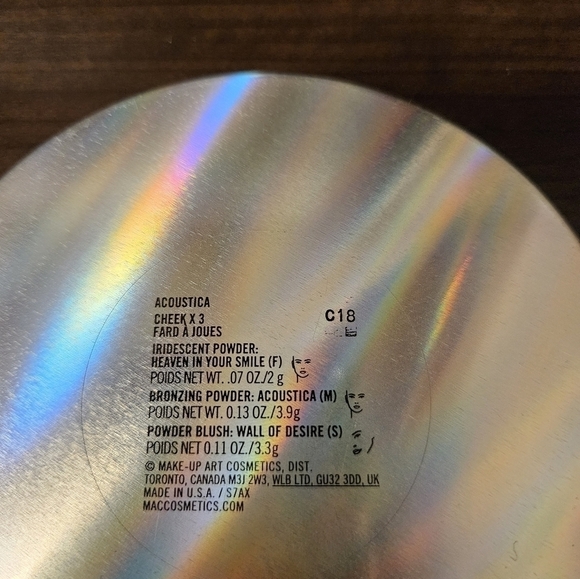 ACOUSTICA
CHEEK X 3
C18
FARD À JOUES
IRIDESCENT POWDER:
HEAVEN IN YOUR SMILE (F)
POIDS NET WT. .07 OZ./2 g
BRONZING POWDER: ACOUSTICA (M)
POIDS NET WT. 0.13 OZ./3.9g
POWDER BLUSH: WALL OF DESIRE (S)
POIDS NET 0.11 OZ./3.3g
© MAKE-UP ART COSMETICS, DIST.
TORONTO, CANADA M3J 2W3, WLB LTD, GU32 3DD, UK
MADE IN U.S.A. / S7AX
MACCOSMETICS.COM